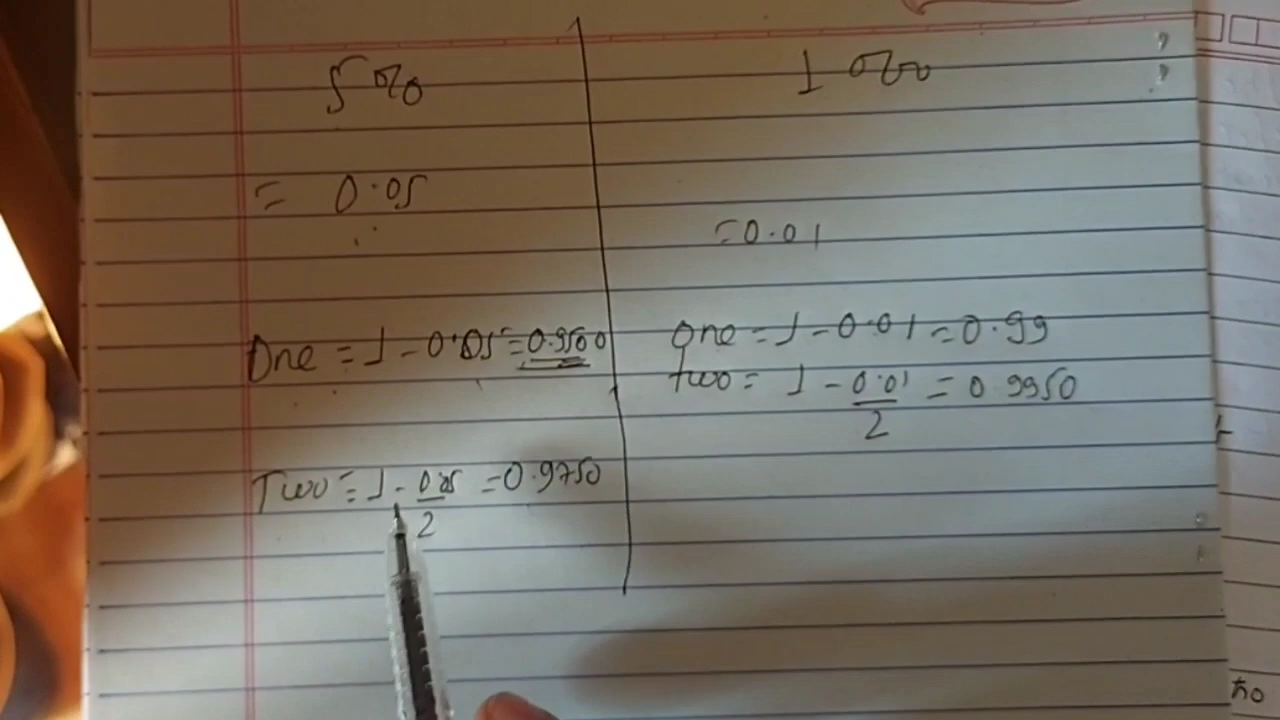 5%
= 0.05
One = 1 - 0.05 = 0.9500
Two = 1 - 0.05/2 = 0.9750
1%
= 0.01
One = 1 - 0.01 = 0.99
two = 1 - 0.01/2 = 0.9950